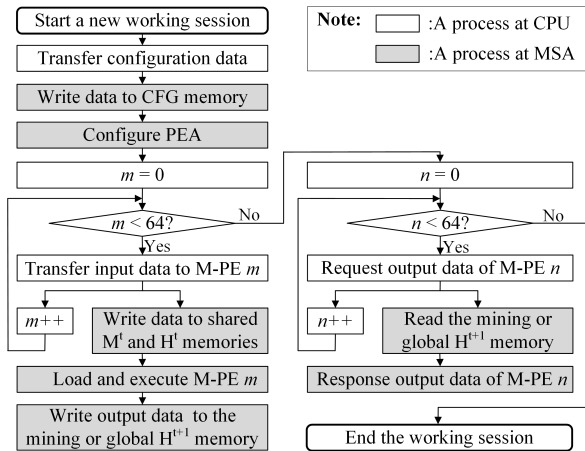 Start a new working session
Transfer configuration data
Write data to CFG memory
Configure PEA
m = 0
m < 64?
No
Yes
Transfer input data to M-PE m
m++
Write data to shared
Mᵗ and Hᵗ memories
Load and execute M-PE m
Write output data to the
mining or global Hᵗ⁺¹ memory
Note:
:A process at CPU
:A process at MSA
n = 0
n < 64?
No
Yes
Request output data of M-PE n
n++
Read the mining or
global Hᵗ⁺¹ memory
Response output data of M-PE n
End the working session